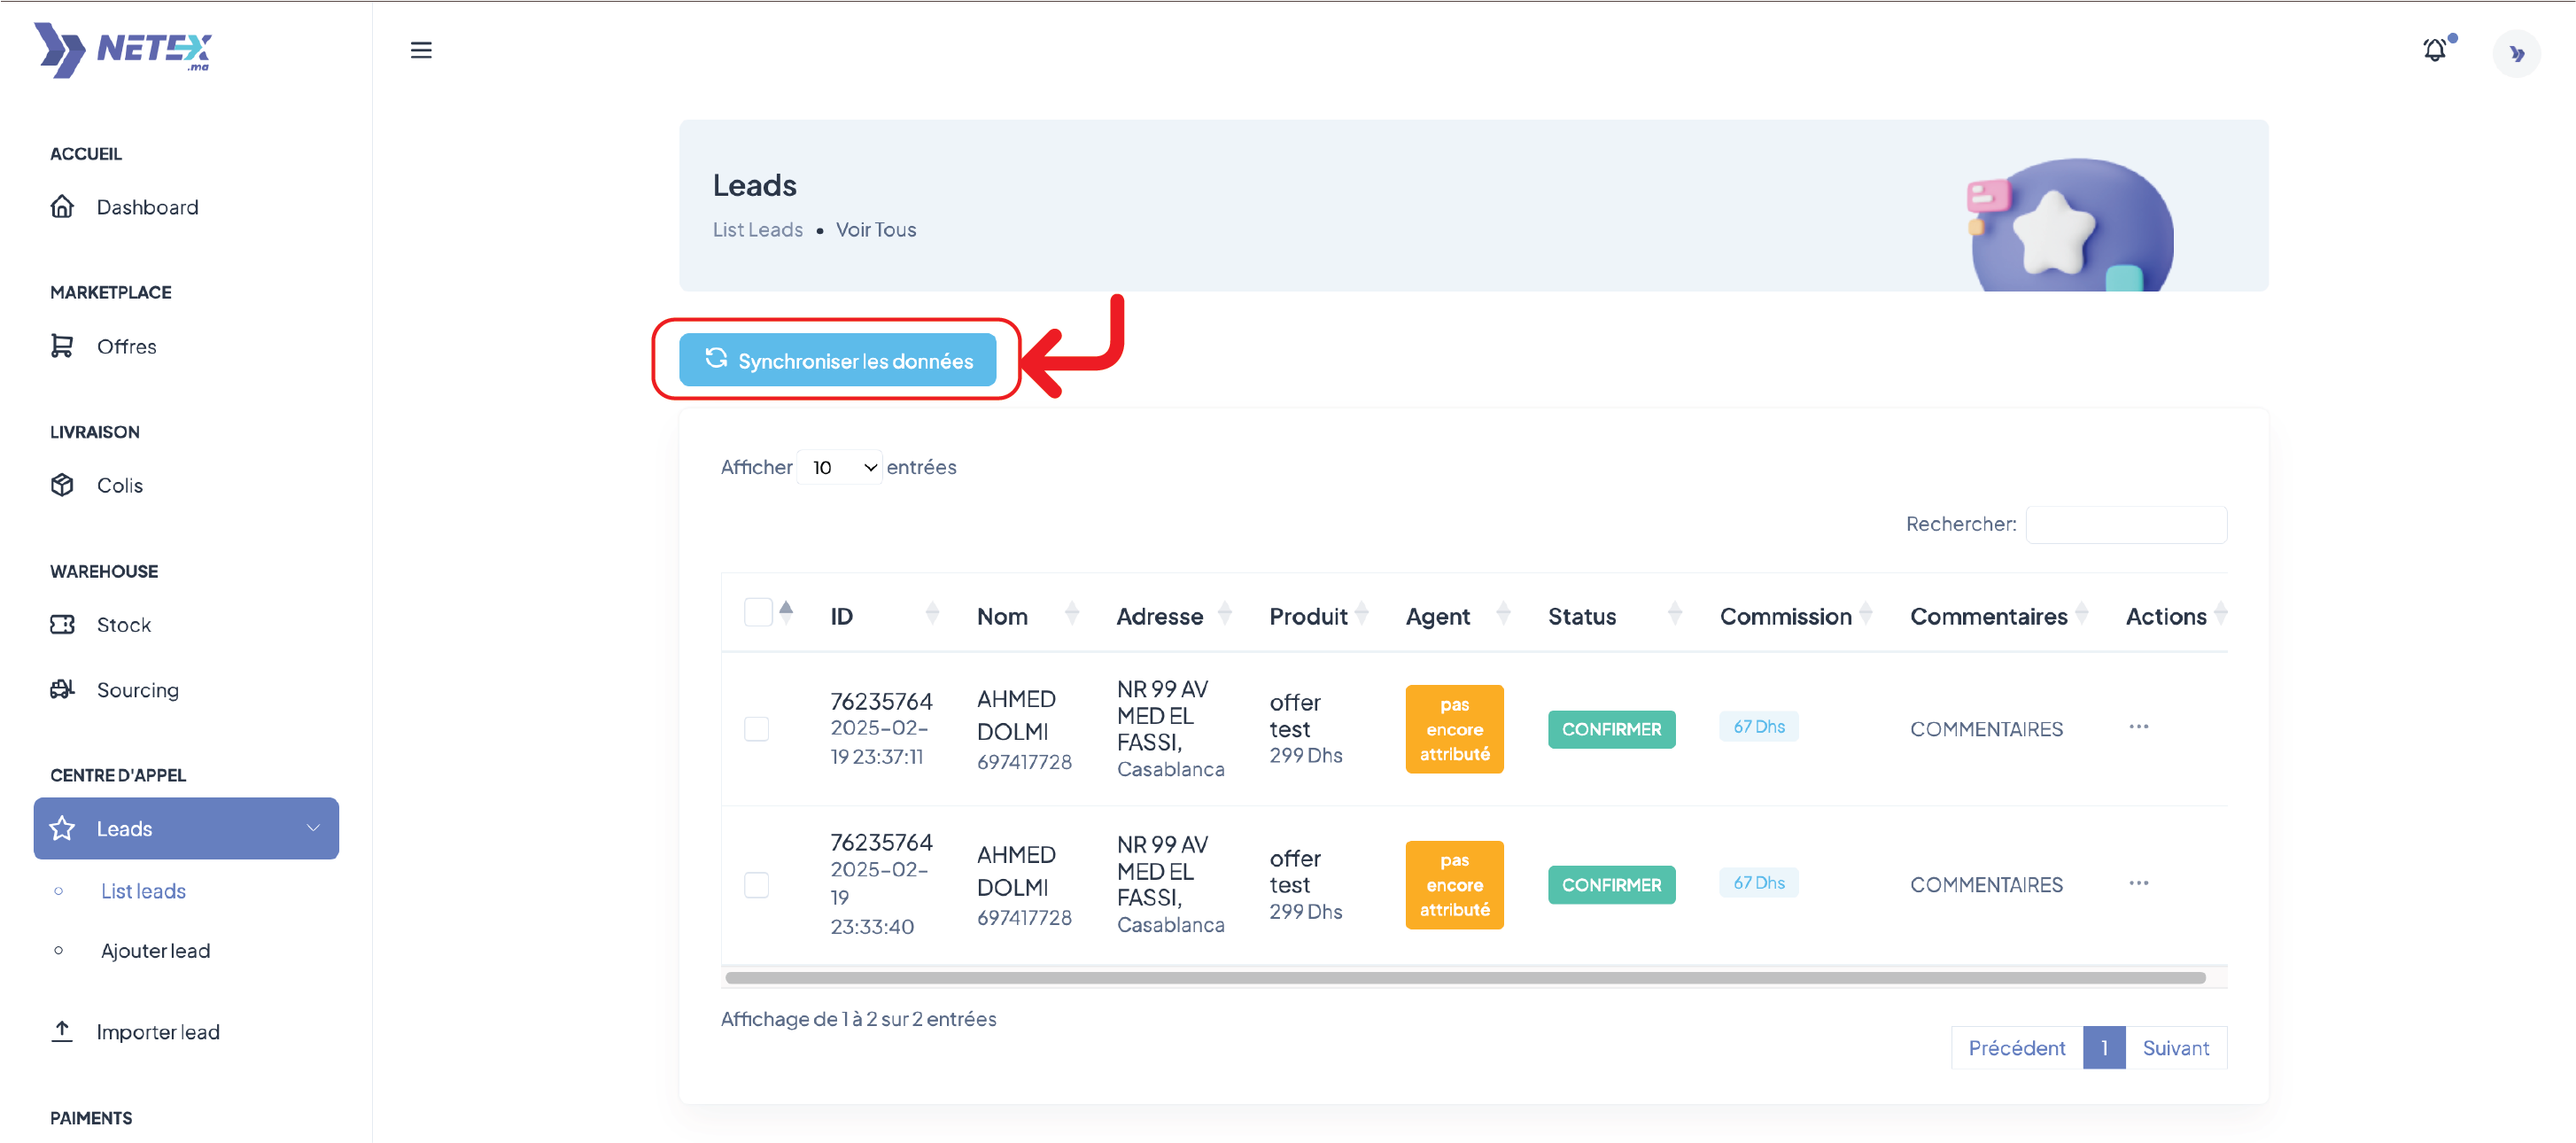 NETEX
.ma
ACCUEIL
Dashboard
MARKETPLACE
Offres
LIVRAISON
Colis
WAREHOUSE
Stock
Sourcing
CENTRE D'APPEL
Leads
List leads
Ajouter lead
Importer lead
PAIMENTS
Leads
List Leads • Voir Tous
Synchroniser les données
Afficher 10 entrées
Rechercher:
ID Nom Adresse Produit Agent Status Commission Commentaires Actions
76235764
2025-02-
19 23:37:11
AHMED
DOLMI
697417728
NR 99 AV
MED EL
FASSI,
Casablanca
offer
test
299 Dhs
pas
encore
attribué
CONFIRMER
67 Dhs
COMMENTAIRES
...
76235764
2025-02-
19
23:33:40
AHMED
DOLMI
697417728
NR 99 AV
MED EL
FASSI,
Casablanca
offer
test
299 Dhs
pas
encore
attribué
CONFIRMER
67 Dhs
COMMENTAIRES
...
Affichage de 1 à 2 sur 2 entrées
Précédent 1 Suivant